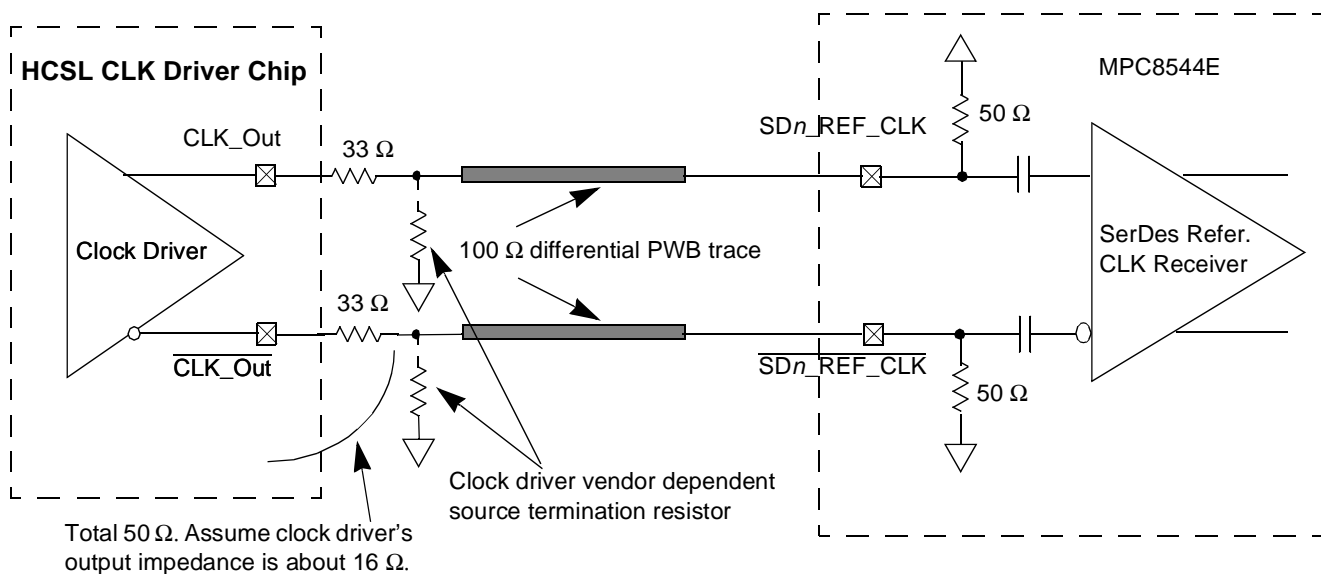 HCSL CLK Driver Chip
MPC8544E
CLK_Out
33 Ω
SDn_REF_CLK
50 Ω
Clock Driver
100 Ω differential PWB trace
SerDes Refer.
CLK Receiver
33 Ω
CLK_Out
SDn_REF_CLK
50 Ω
Clock driver vendor dependent
source termination resistor
Total 50 Ω. Assume clock driver's
output impedance is about 16 Ω.